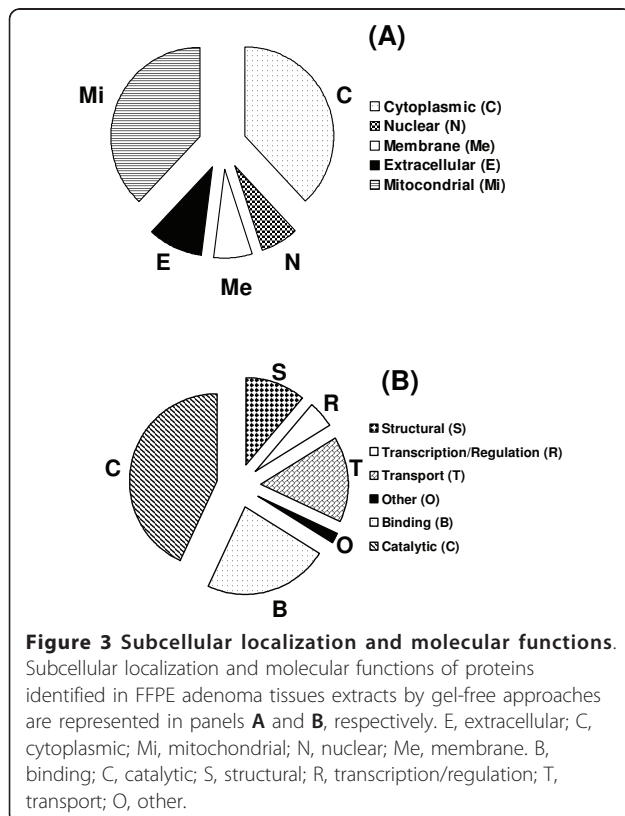 (A)
Mi
C
E
Me
N
Cytoplasmic (C)
Nuclear (N)
Membrane (Me)
Extracellular (E)
Mitocondrial (Mi)
(B)
S
R
T
C
O
B
Structural (S)
Transcription/Regulation (R)
Transport (T)
Other (O)
Binding (B)
Catalytic (C)
Figure 3 Subcellular localization and molecular functions.
Subcellular localization and molecular functions of proteins
identified in FFPE adenoma tissues extracts by gel-free approaches
are represented in panels A and B, respectively. E, extracellular; C,
cytoplasmic; Mi, mitochondrial; N, nuclear; Me, membrane. B,
binding; C, catalytic; S, structural; R, transcription/regulation; T,
transport; O, other.